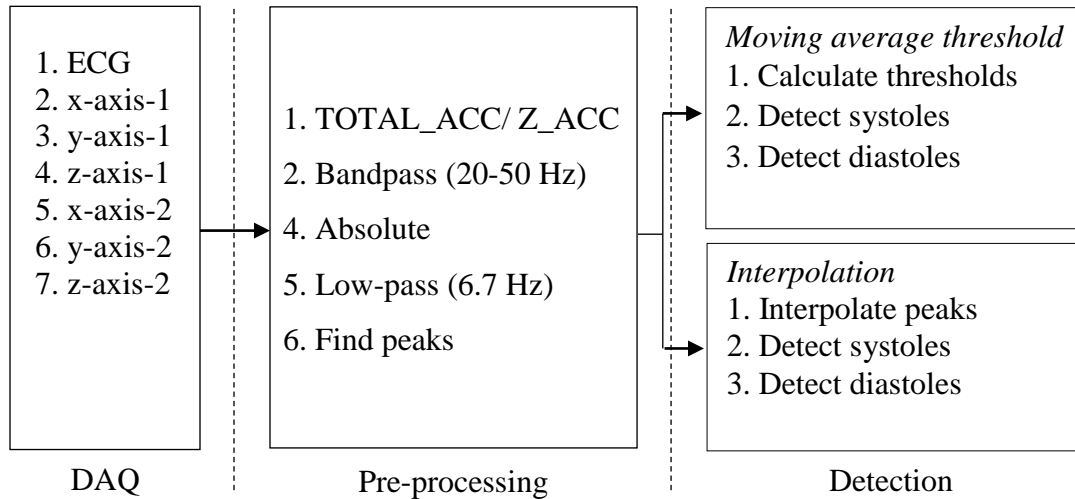 1. ECG
2. x-axis-1
3. y-axis-1
4. z-axis-1
5. x-axis-2
6. y-axis-2
7. z-axis-2
DAQ
1. TOTAL_ACC/ Z_ACC
2. Bandpass (20-50 Hz)
4. Absolute
5. Low-pass (6.7 Hz)
6. Find peaks
Pre-processing
Moving average threshold
1. Calculate thresholds
2. Detect systoles
3. Detect diastoles
Interpolation
1. Interpolate peaks
2. Detect systoles
3. Detect diastoles
Detection